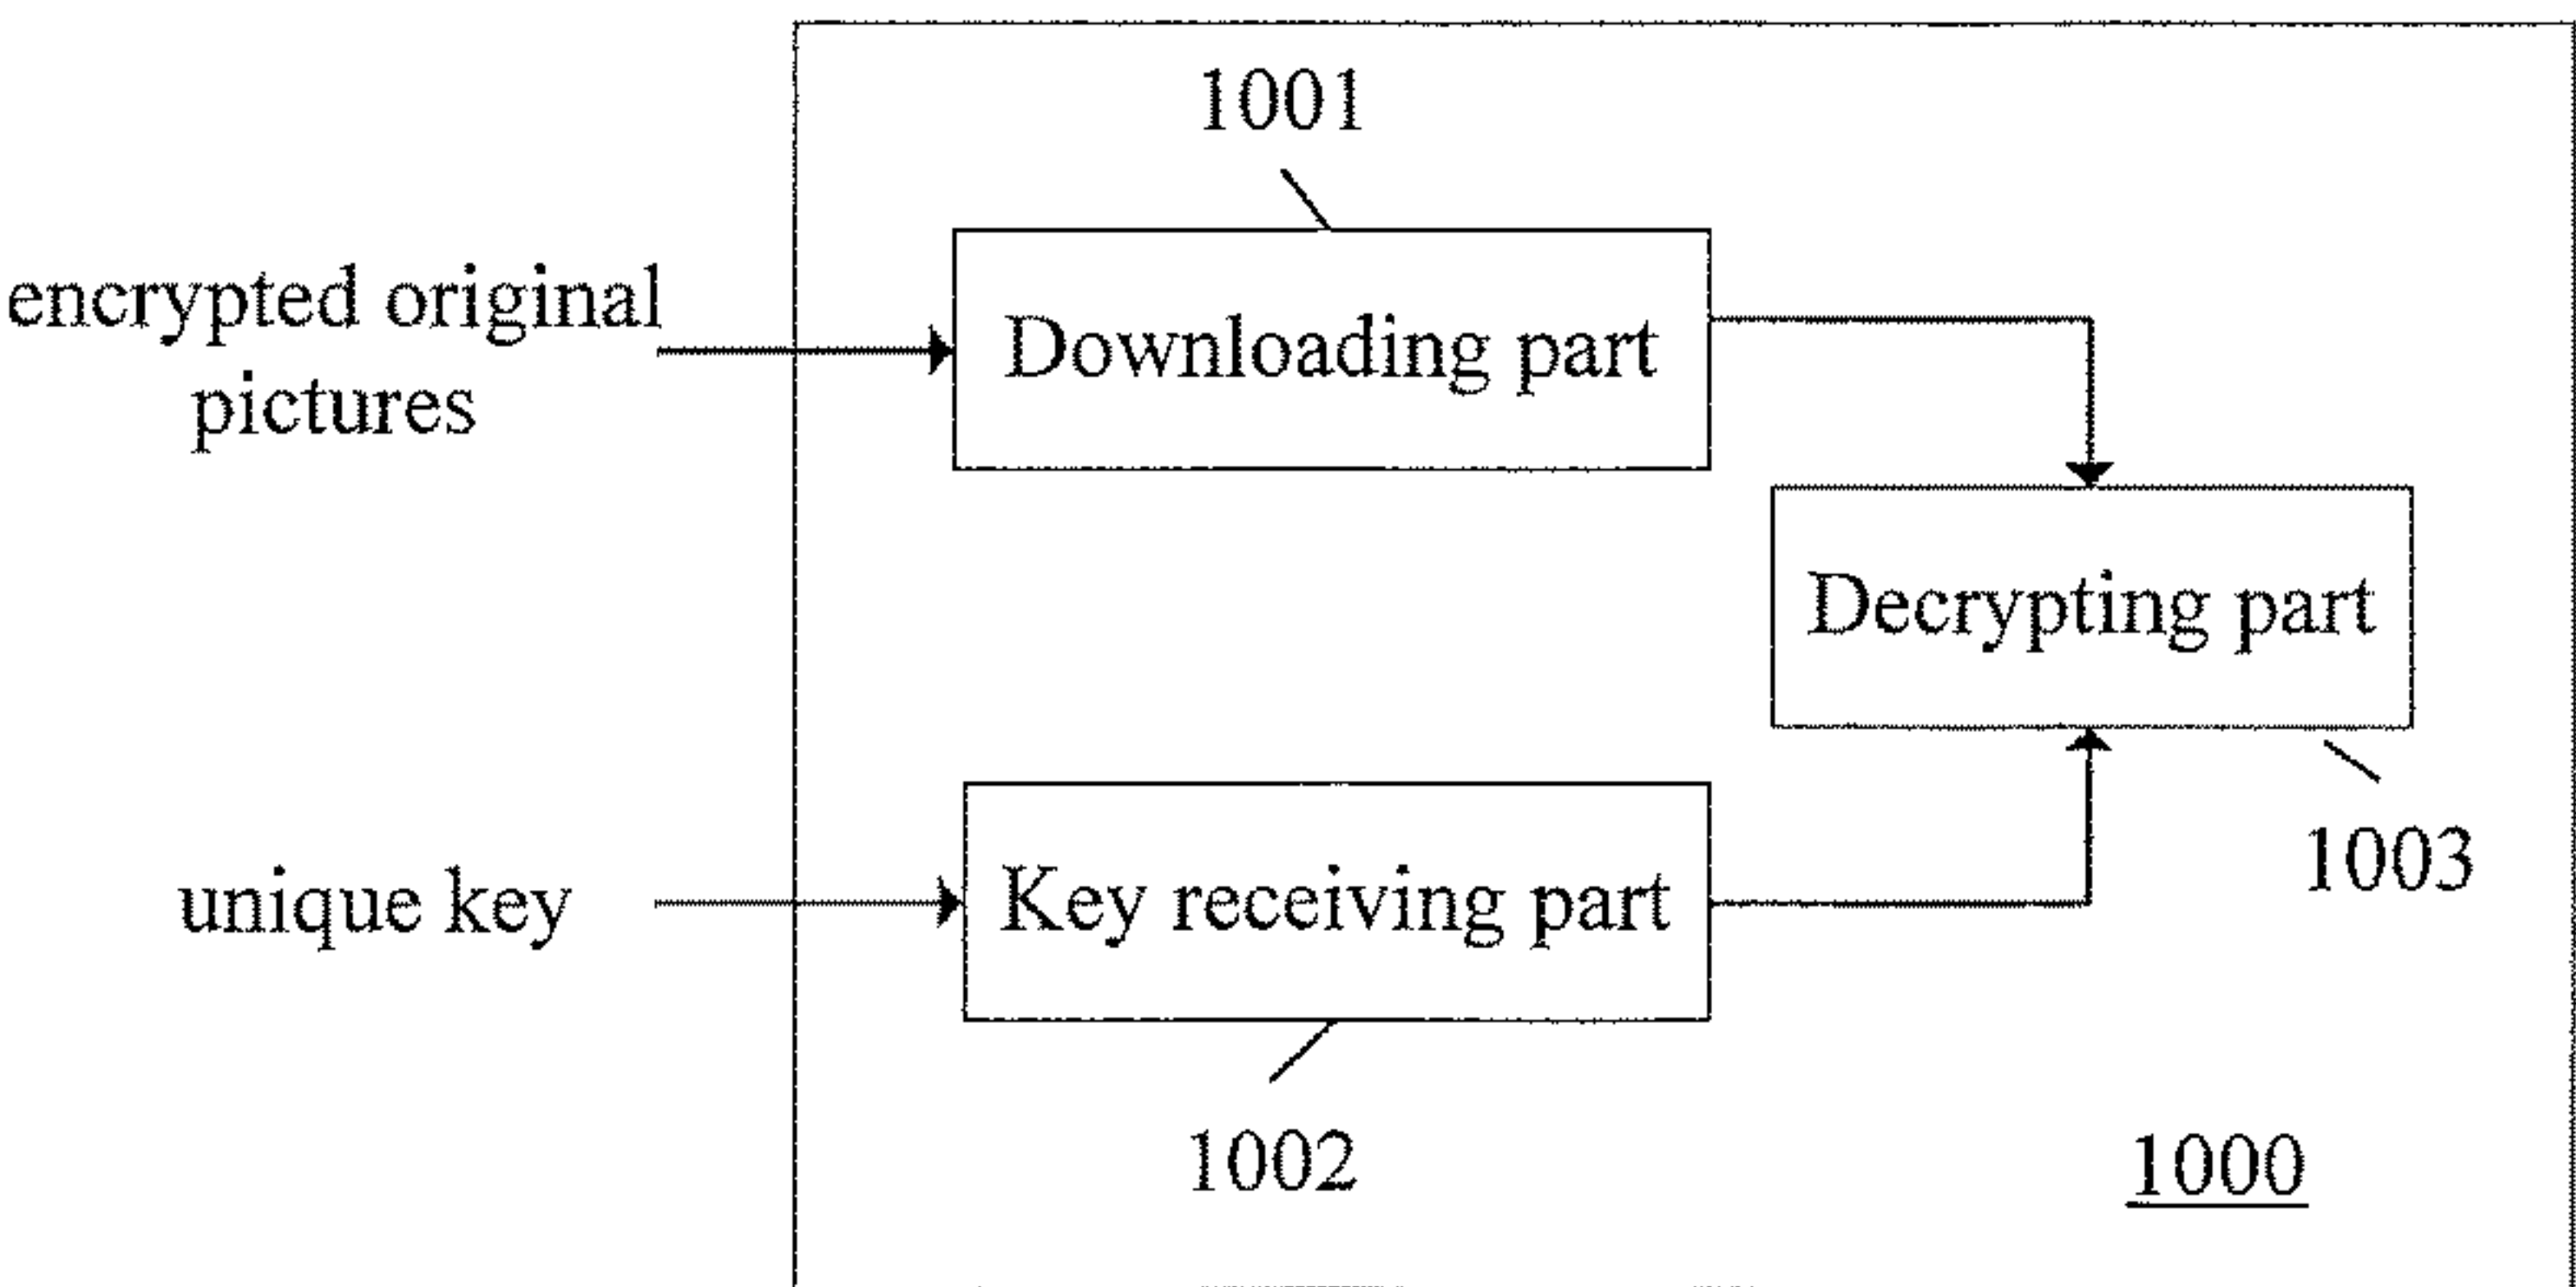 1001
encrypted original
pictures
Downloading part
Decrypting part
1003
unique key
Key receiving part
1002
1000